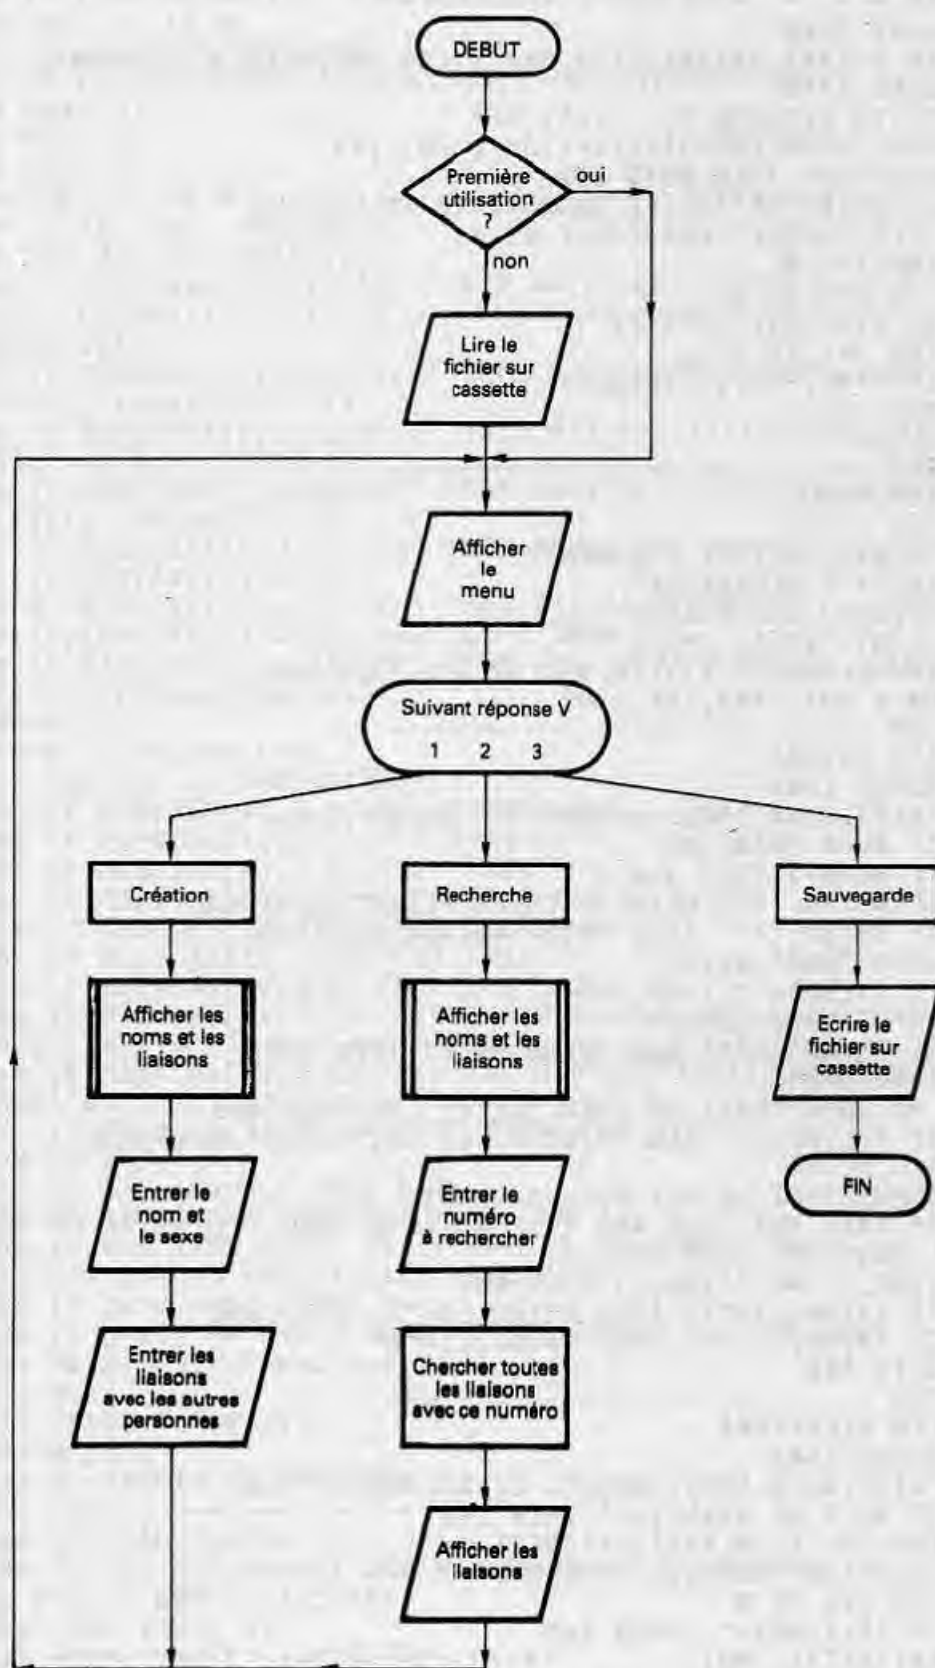 DEBUT
Première
utilisation
?
oui
non
Lire le
fichier sur
cassette
Afficher
le
menu
Suivant réponse V
1 2 3
Création
Afficher les
noms et les
liaisons
Entrer le
nom et
le sexe
Entrer les
liaisons
avec les autres
personnes
Recherche
Afficher les
noms et les
liaisons
Entrer le
numéro
à rechercher
Chercher toutes
les liaisons
avec ce numéro
Afficher les
liaisons
Sauvegarde
Ecrire le
fichier sur
cassette
FIN